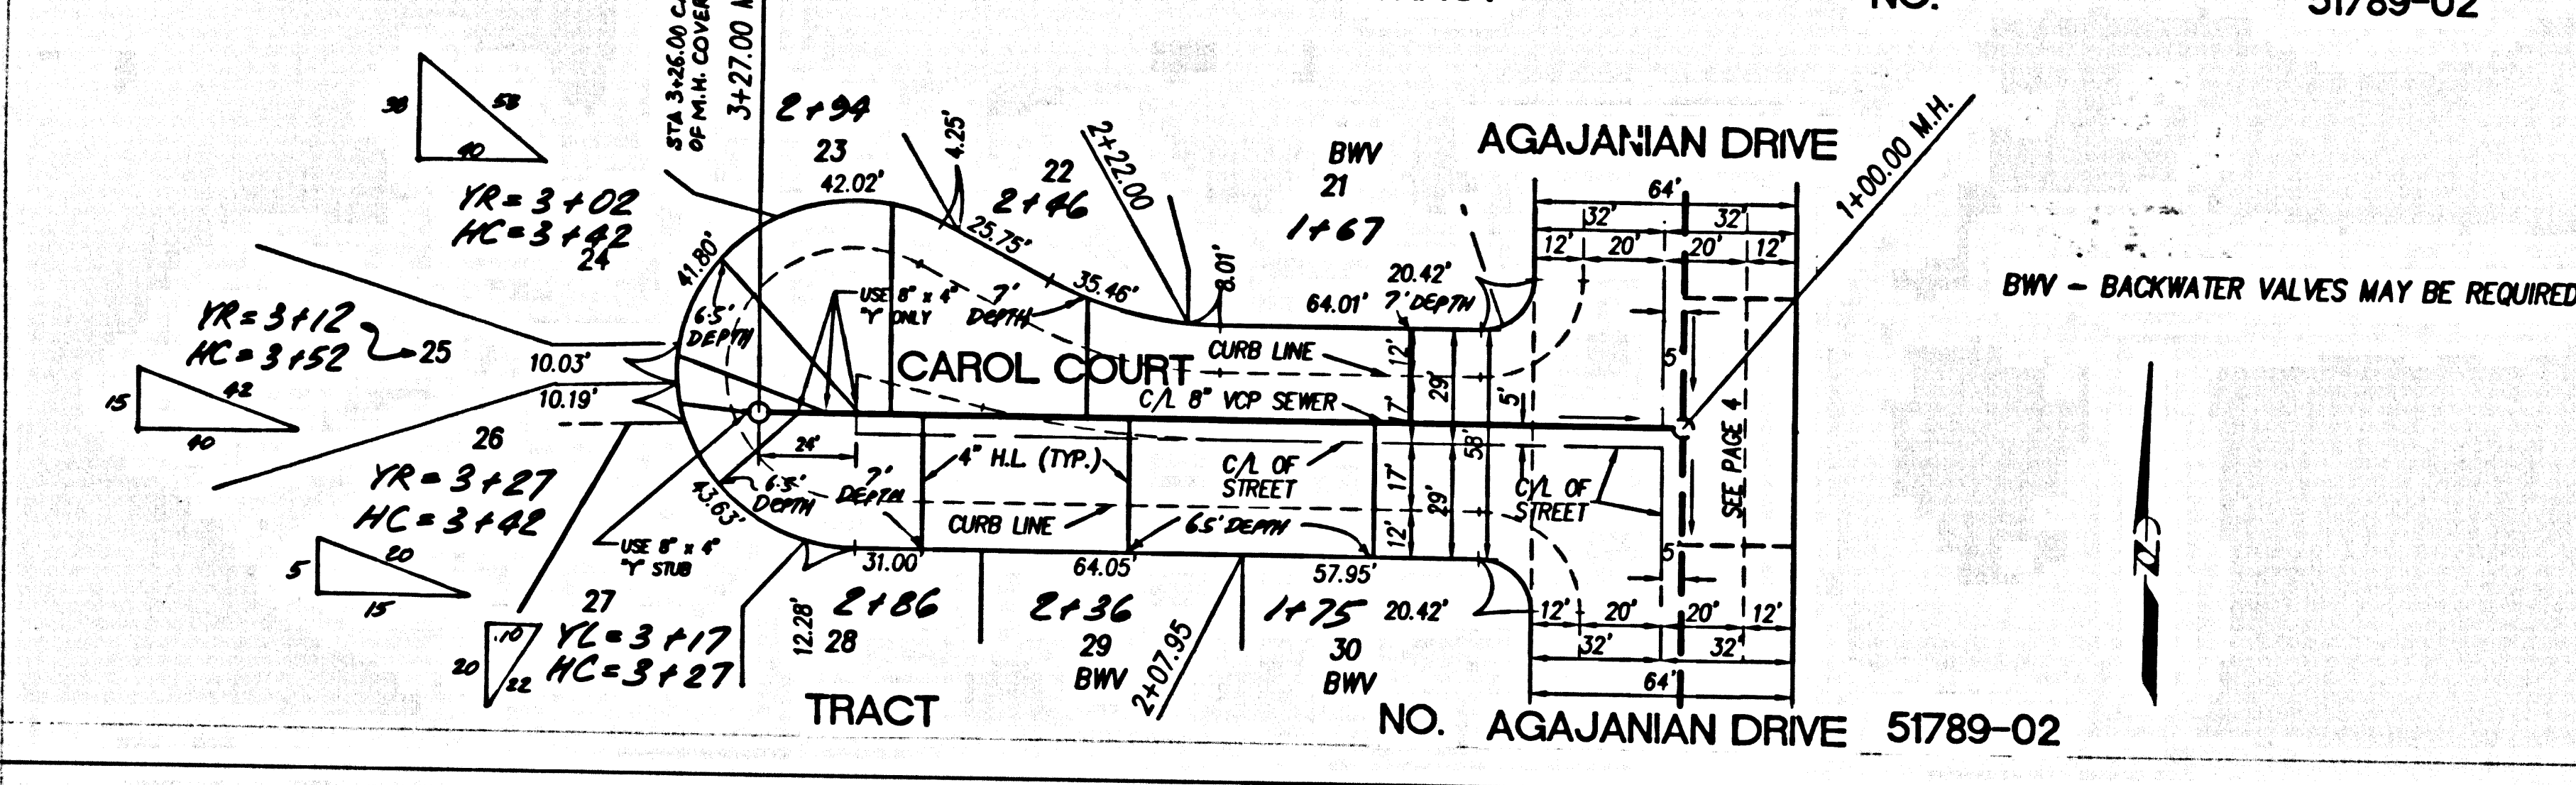 NO.
51789-02
STA 3+26.00
OF M.H. COVER
3+27.00
2+94
23
42.02'
4.25'
22
2+46
25.75'
2+22.00
35.46'
8.01'
BWV
21
1+67
64.01'
20.42'
7' DEPTH
AGAJANIAN DRIVE
64'
32'
32'
12'
20'
20'
12'
1+00.00 M.H.
BWV - BACKWATER VALVES MAY BE REQUIRED
40
YR = 3+02
HC = 3+42
24
41.80'
6.5'
DEPTH
USE 8" x 4"
"Y" ONLY
7'
DEPTH
YR = 3+12
HC = 3+52
25
15
42
40
10.03'
10.19'
CAROL COURT
CURB LINE
C/L 8" VCP SEWER
12'
17'
29'
5'
58'
5'
SEE PAGE 4
26
YR = 3+27
HC = 3+42
5
20
15
24'
4" H.L. (TYP.)
C/L OF
STREET
17'
29'
12'
C/L OF
STREET
6.5'
DEPTH
7'
DEPTH
CURB LINE
6.5' DEPTH
43.63'
USE 8" x 4"
"Y" STUB
5'
31.00'
64.05'
57.95'
27
YL = 3+17
HC = 3+27
10
20
22
12.28'
2+86
28
2+36
29
BWV
2+07.95
1+75
30
BWV
20.42'
12'
20'
20'
12'
32'
32'
64'
TRACT
NO.
AGAJANIAN DRIVE
51789-02